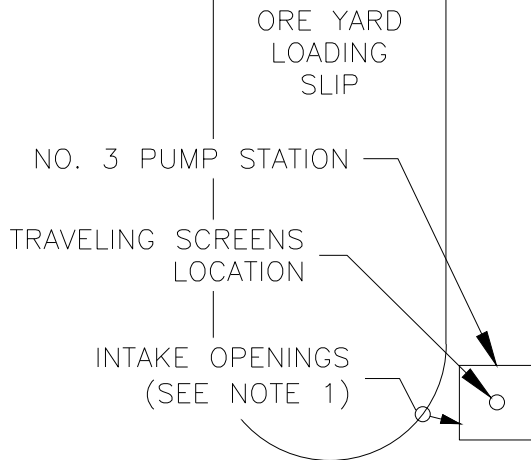 ORE YARD
LOADING
SLIP
NO. 3 PUMP STATION
TRAVELING SCREENS
LOCATION
INTAKE OPENINGS
(SEE NOTE 1)